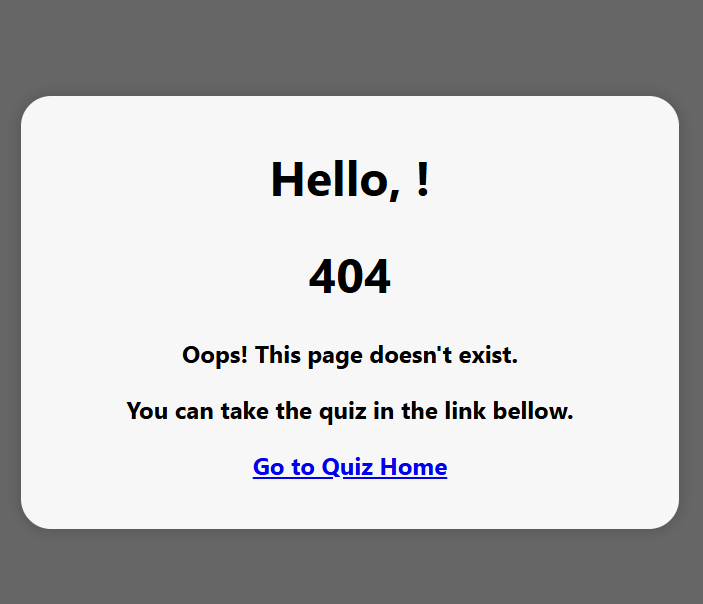 Hello, !
404
Oops! This page doesn't exist.
You can take the quiz in the link bellow.
Go to Quiz Home